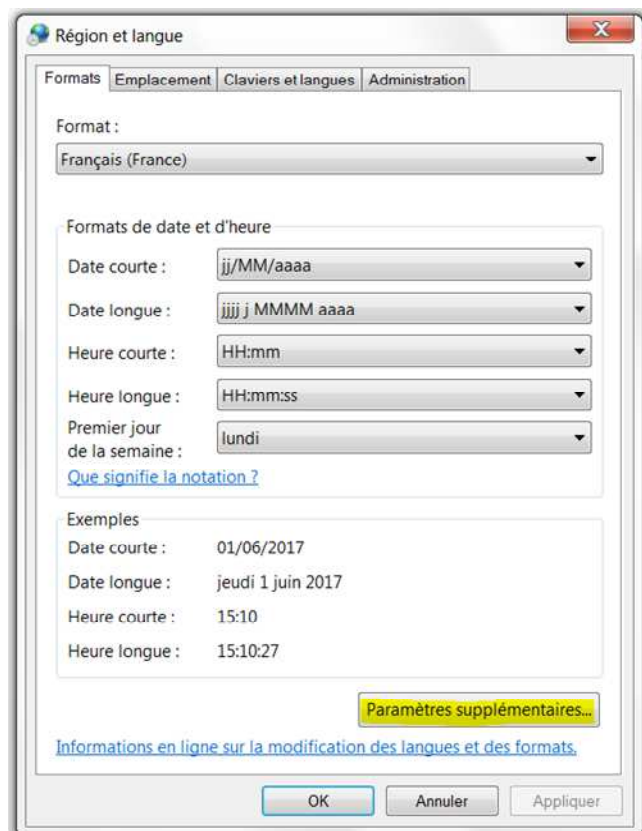 Région et langue
Formats Emplacement Claviers et langues Administration
Format :
Français (France)
Formats de date et d'heure
Date courte : jj/MM/aaaa
Date longue : jjjj j MMMM aaaa
Heure courte : HH:mm
Heure longue : HH:mm:ss
Premier jour
de la semaine : lundi
Que signifie la notation ?
Exemples
Date courte : 01/06/2017
Date longue : jeudi 1 juin 2017
Heure courte : 15:10
Heure longue : 15:10:27
Paramètres supplémentaires...
Informations en ligne sur la modification des langues et des formats.
OK Annuler Appliquer